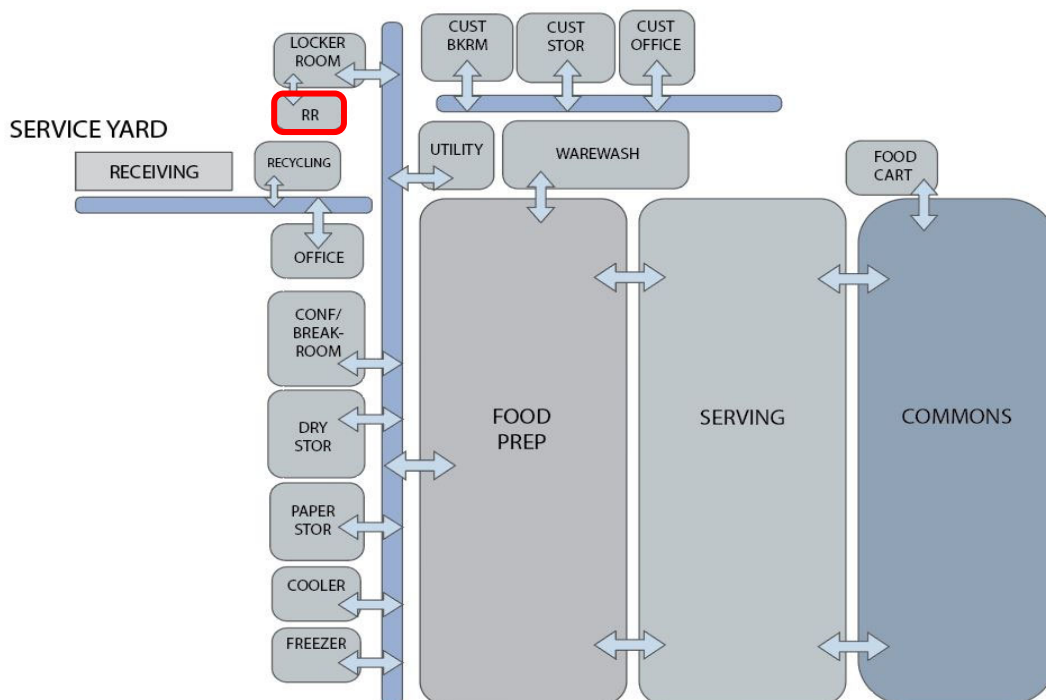 LOCKER
ROOM
RR
CUST
BKRM
CUST
STOR
CUST
OFFICE
SERVICE YARD
RECEIVING
RECYCLING
UTILITY
WAREWASH
FOOD
CART
OFFICE
CONF/
BREAK-
ROOM
DRY
STOR
PAPER
STOR
COOLER
FREEZER
FOOD
PREP
SERVING
COMMONS